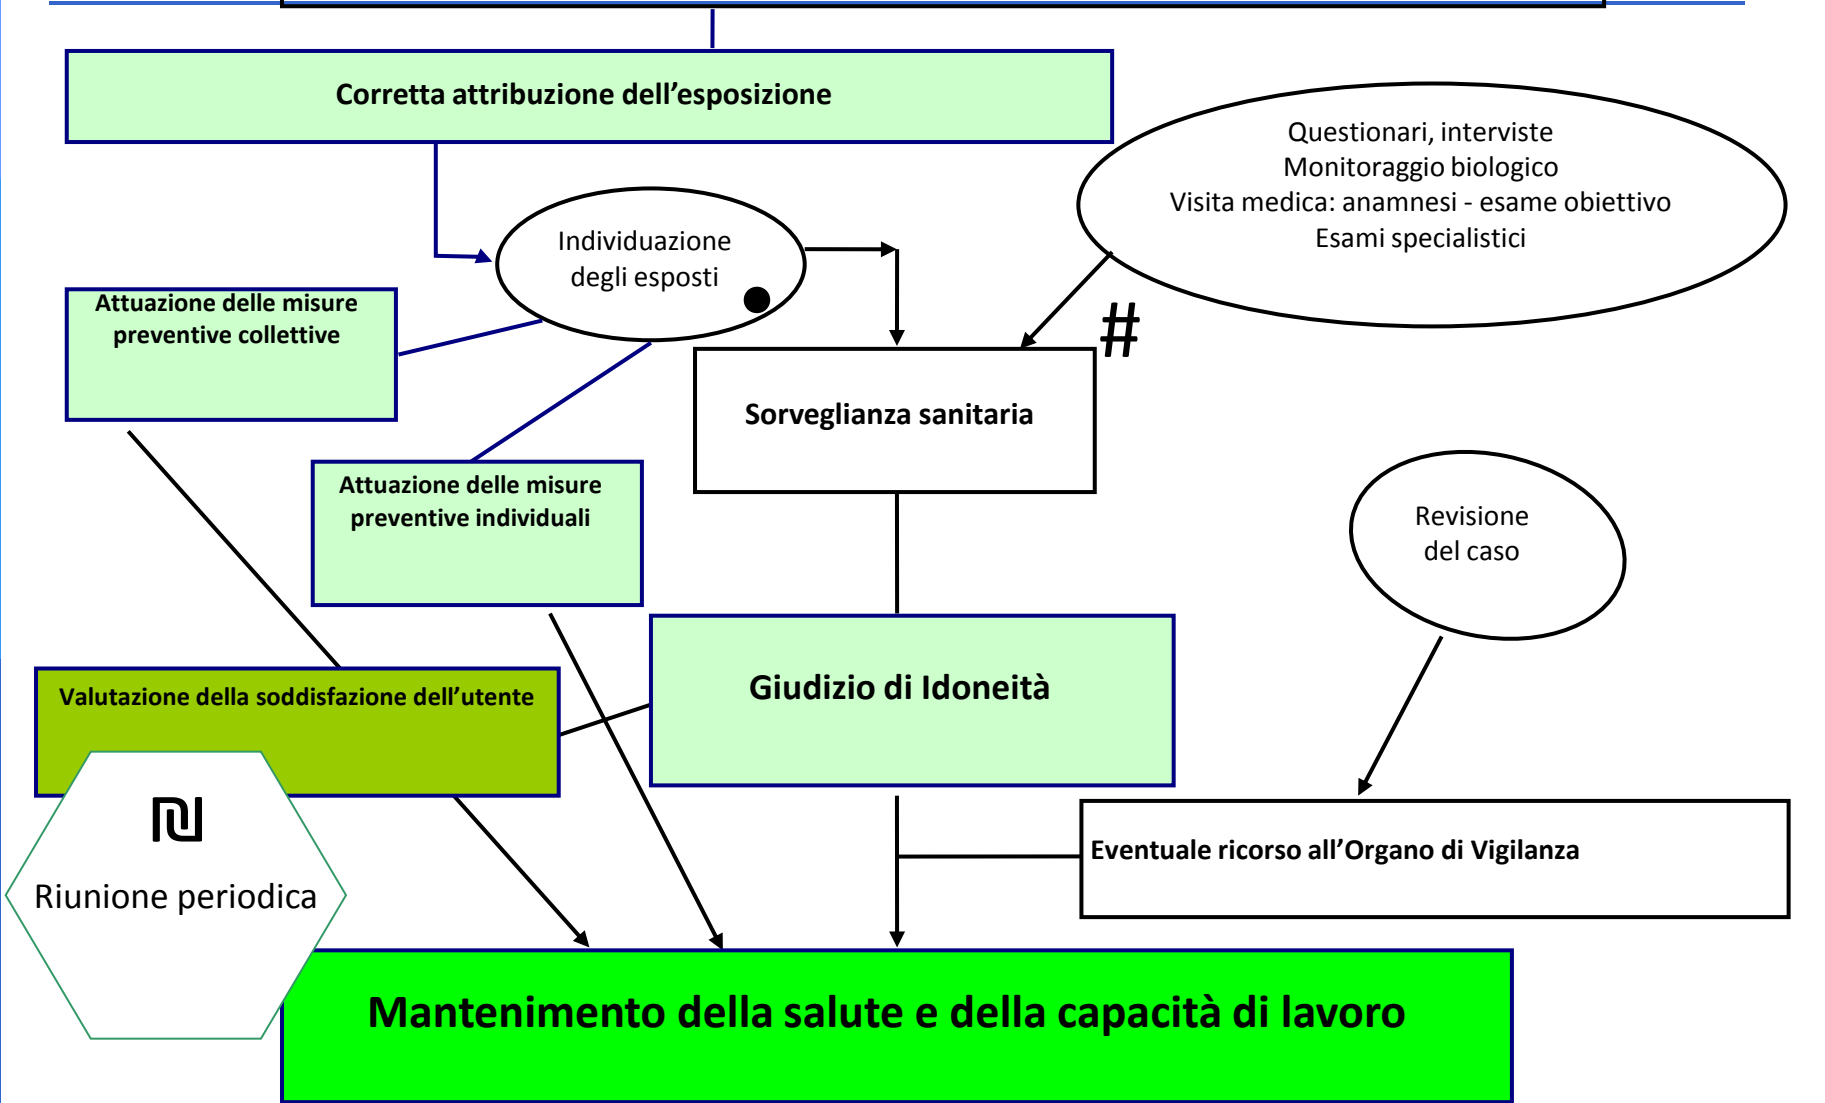 Corretta attribuzione dell’esposizione
Questionari, interviste
Monitoraggio biologico
Visita medica: anamnesi - esame obiettivo
Esami specialistici
Individuazione
degli esposti
●
#
Attuazione delle misure
preventive collettive
Sorveglianza sanitaria
Attuazione delle misure
preventive individuali
Revisione
del caso
Giudizio di Idoneità
Valutazione della soddisfazione dell’utente
₪
Riunione periodica
Eventuale ricorso all’Organo di Vigilanza
Mantenimento della salute e della capacità di lavoro